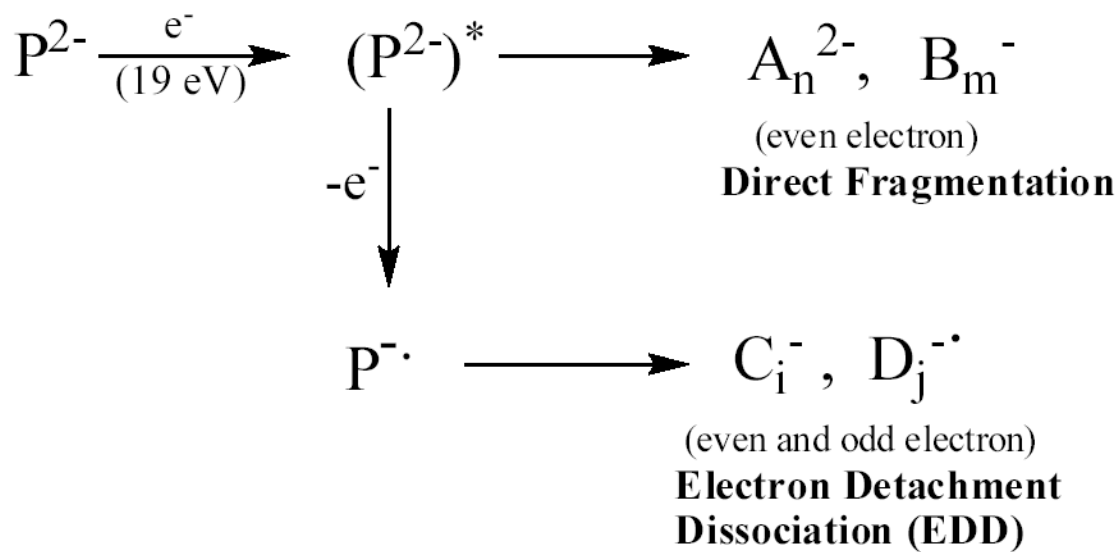 P²⁻ e⁻ (P²⁻)* Aₙ²⁻, Bₘ⁻
(19 eV)
(even electron)
Direct Fragmentation
-e⁻
P⁻· Cᵢ⁻, Dⱼ⁻·
(even and odd electron)
Electron Detachment
Dissociation (EDD)